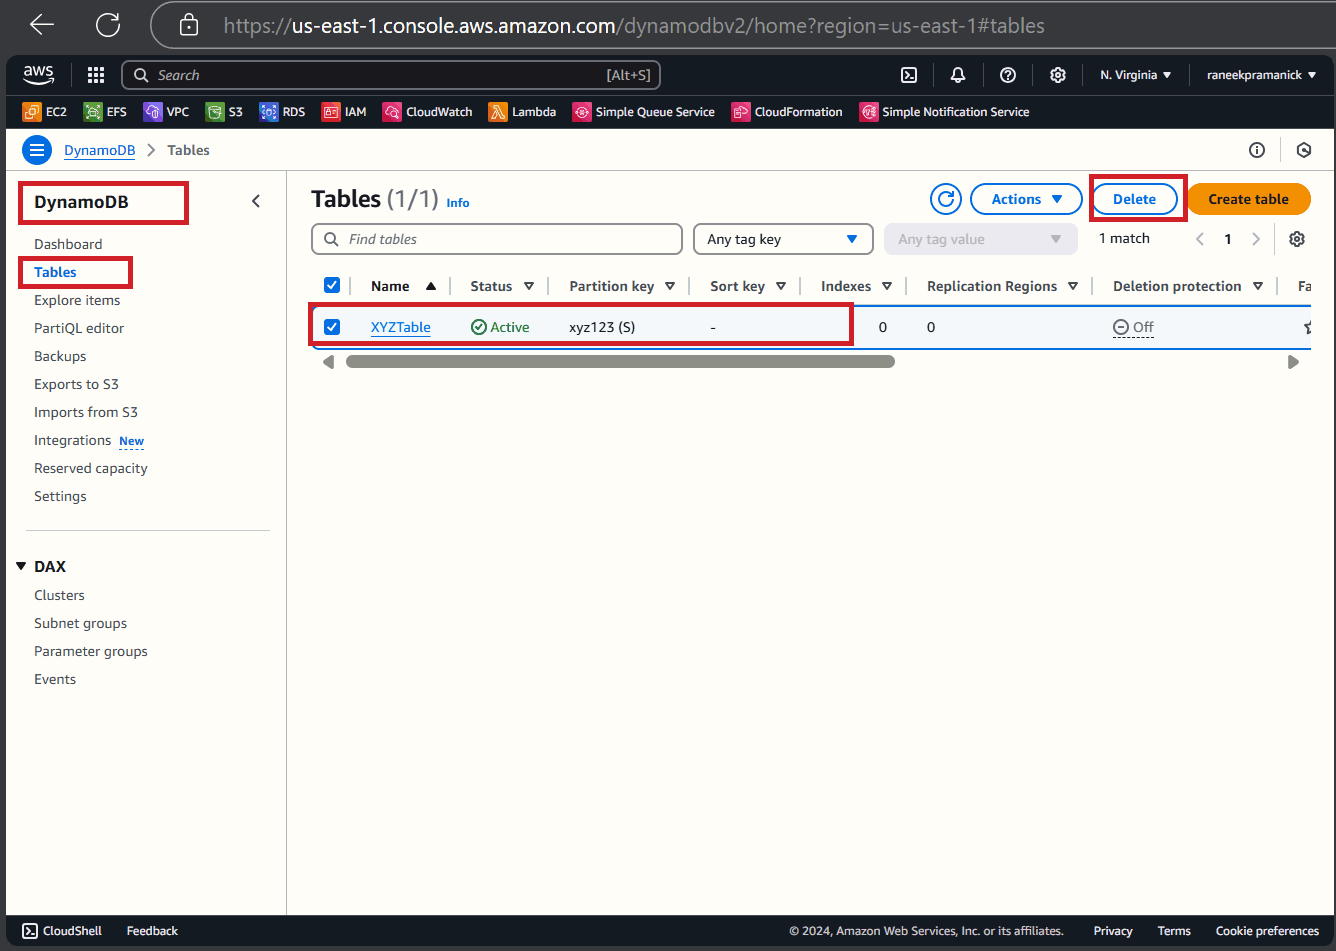 https://us-east-1.console.aws.amazon.com/dynamodbv2/home?region=us-east-1#tables
aws Search [Alt+S] N. Virginia raneekpramanick
EC2 EFS VPC S3 RDS IAM CloudWatch Lambda Simple Queue Service CloudFormation Simple Notification Service
DynamoDB Tables
DynamoDB
Dashboard
Tables
Explore items
PartiQL editor
Backups
Exports to S3
Imports from S3
Integrations New
Reserved capacity
Settings
DAX
Clusters
Subnet groups
Parameter groups
Events
Tables (1/1) Info
Actions Delete Create table
Find tables Any tag key Any tag value 1 match 1
Name Status Partition key Sort key Indexes Replication Regions Deletion protection Fa
XYZTable Active xyz123 (S) - 0 0 Off
CloudShell Feedback © 2024, Amazon Web Services, Inc. or its affiliates. Privacy Terms Cookie preferences